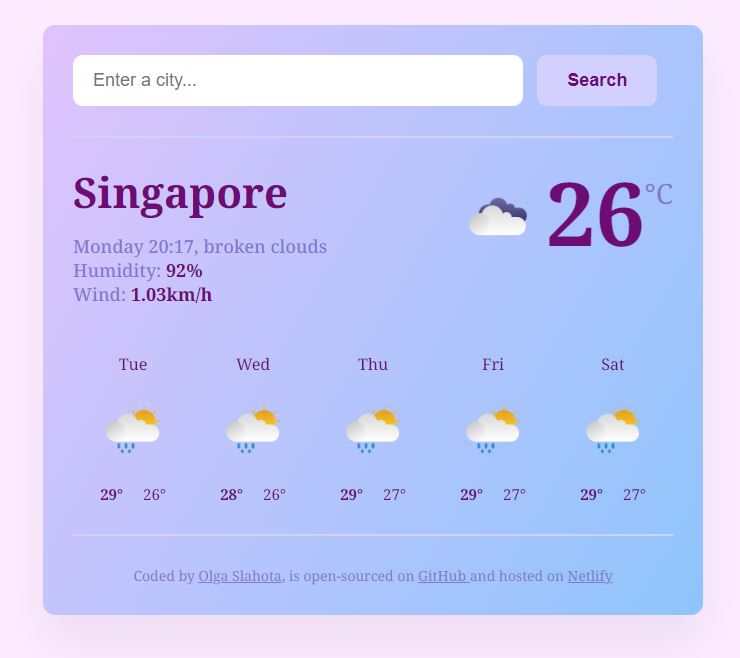 Enter a city... Search
Singapore
26°C
Monday 20:17, broken clouds
Humidity: 92%
Wind: 1.03km/h
Tue Wed Thu Fri Sat
29° 26° 28° 26° 29° 27° 29° 27° 29° 27°
Coded by Olga Slahota, is open-sourced on GitHub and hosted on Netlify